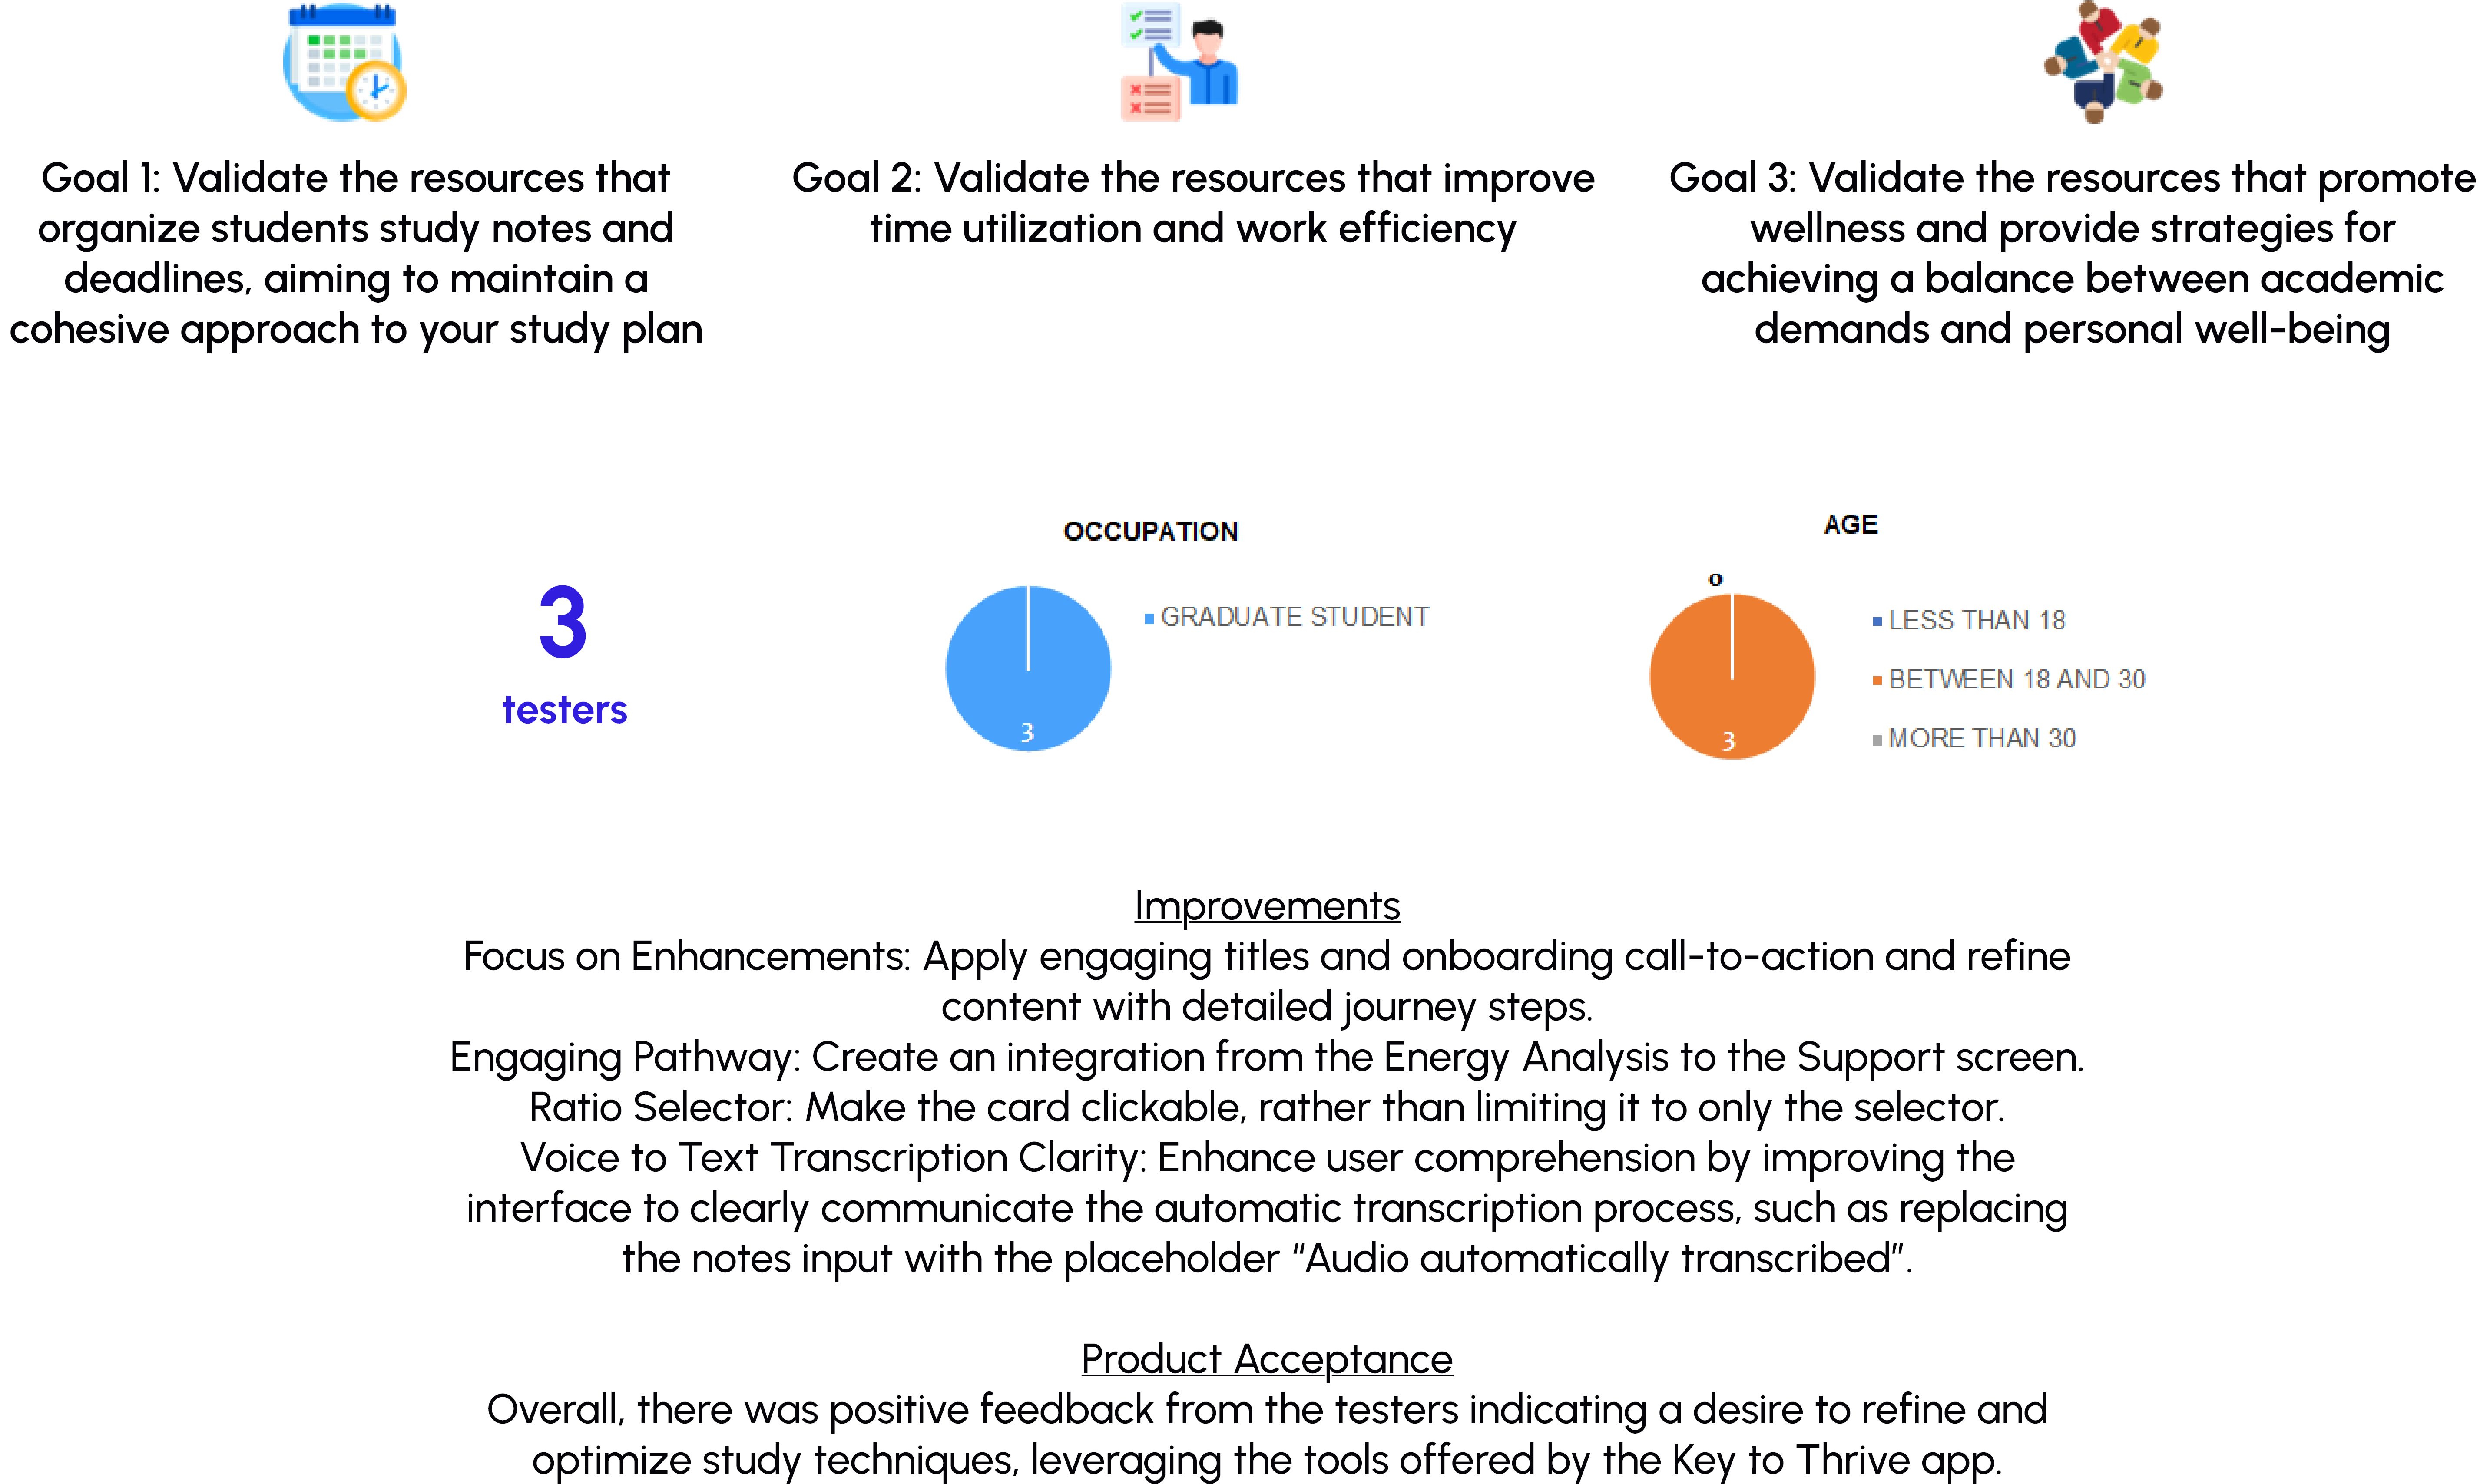 Goal 1: Validate the resources that
organize students study notes and
deadlines, aiming to maintain a
cohesive approach to your study plan
Goal 2: Validate the resources that improve
time utilization and work efficiency
Goal 3: Validate the resources that promote
wellness and provide strategies for
achieving a balance between academic
demands and personal well-being
3
testers
OCCUPATION
3
GRADUATE STUDENT
AGE
0
3
LESS THAN 18
BETWEEN 18 AND 30
MORE THAN 30
Improvements
Focus on Enhancements: Apply engaging titles and onboarding call-to-action and refine
content with detailed journey steps.
Engaging Pathway: Create an integration from the Energy Analysis to the Support screen.
Ratio Selector: Make the card clickable, rather than limiting it to only the selector.
Voice to Text Transcription Clarity: Enhance user comprehension by improving the
interface to clearly communicate the automatic transcription process, such as replacing
the notes input with the placeholder “Audio automatically transcribed”.
Product Acceptance
Overall, there was positive feedback from the testers indicating a desire to refine and
optimize study techniques, leveraging the tools offered by the Key to Thrive app.